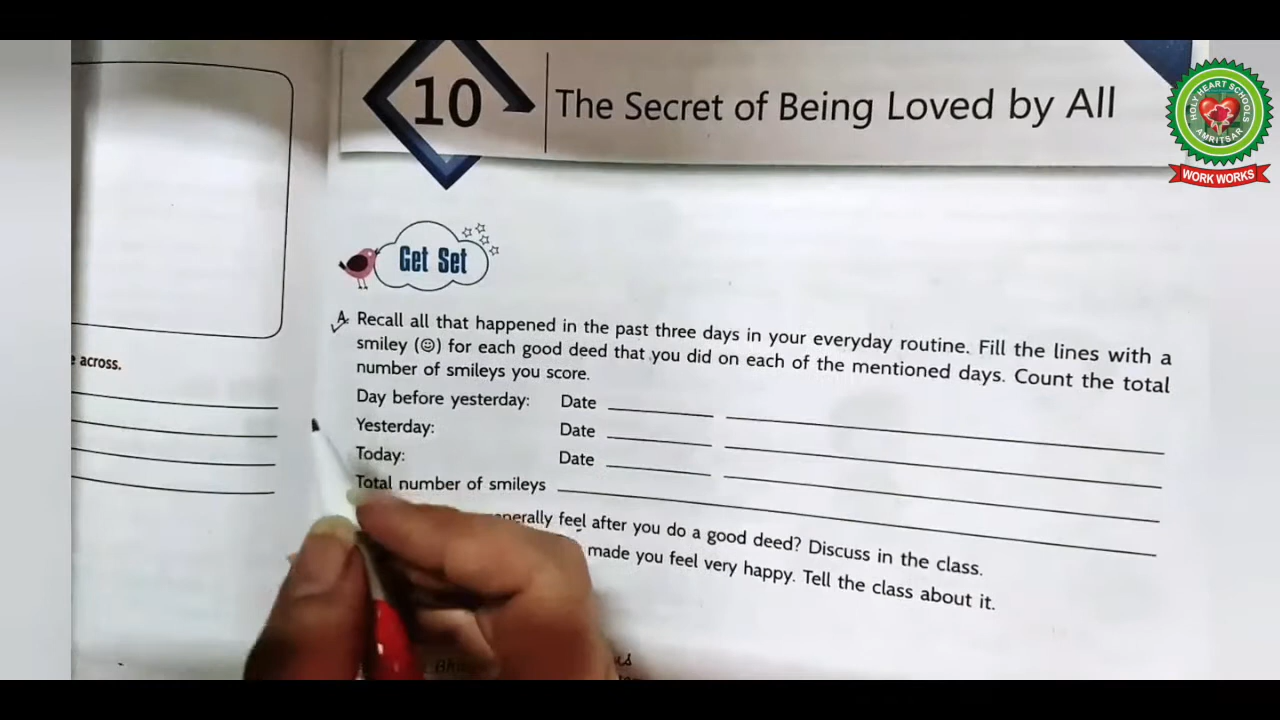 10
The Secret of Being Loved by All
HOLY HEART SCHOOLS
AMRITSAR
WORK WORKS
Get Set
A. Recall all that happened in the past three days in your everyday routine. Fill the lines with a
smiley (☺) for each good deed that you did on each of the mentioned days. Count the total
number of smileys you score.
across.
Day before yesterday: Date
Yesterday: Date
Today: Date
Total number of smileys
feel after you do a good deed? Discuss in the class.
made you feel very happy. Tell the class about it.